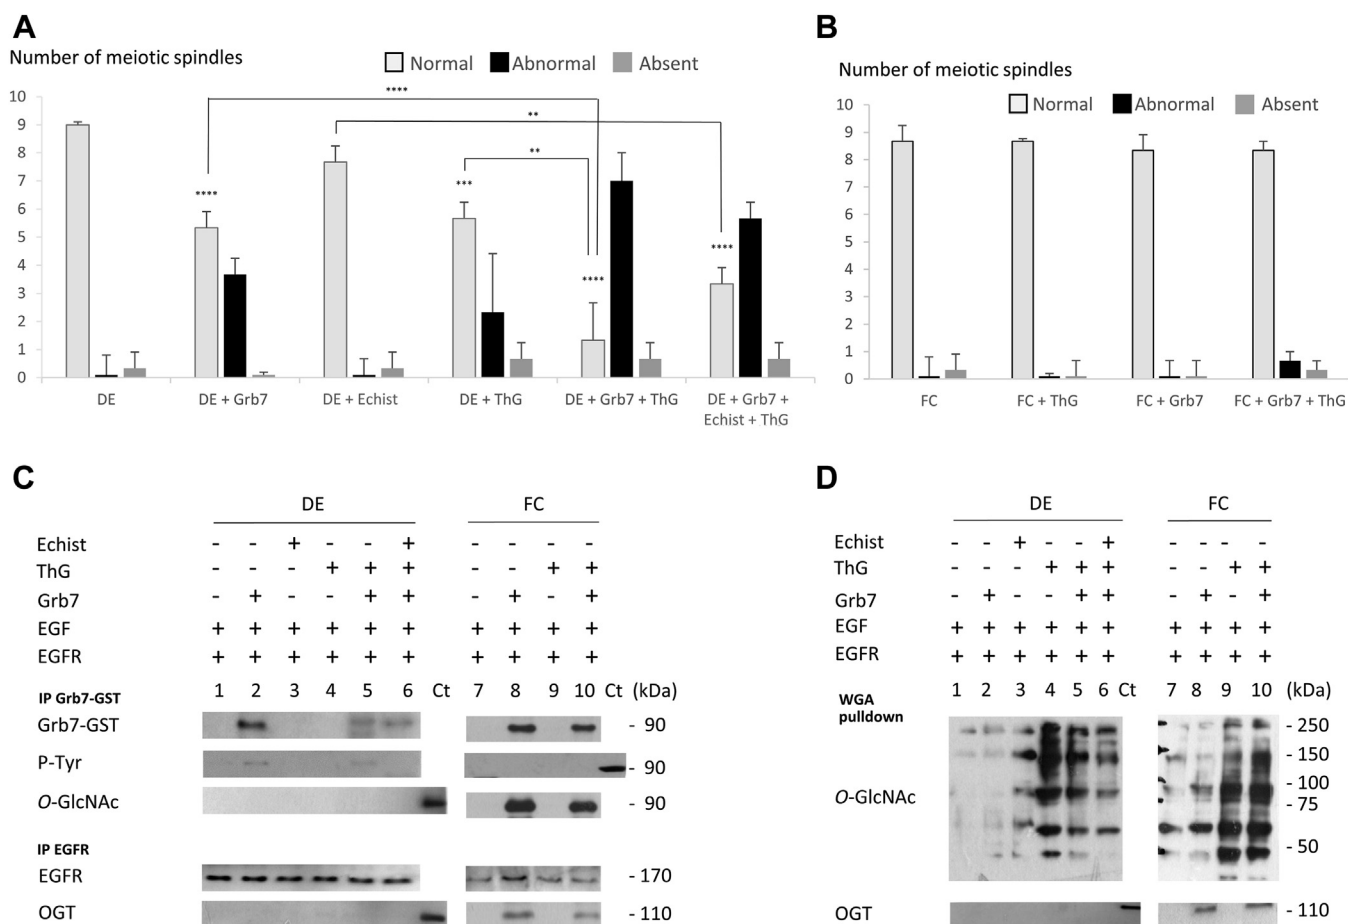 A
Number of meiotic spindles
Normal Abnormal Absent
****
**
**
***
****
****
****
10
9
8
7
6
5
4
3
2
1
0
DE
DE + Grb7
DE + Echist
DE + ThG
DE + Grb7 + ThG
DE + Grb7 +
Echist + ThG
B
Number of meiotic spindles
Normal Abnormal Absent
10
9
8
7
6
5
4
3
2
1
0
FC
FC + ThG
FC + Grb7
FC + Grb7 + ThG
C
DE FC
Echist - - + - - + - - - -
ThG - - - + + + - - + +
Grb7 - + - - + + - + - +
EGF + + + + + + + + + +
EGFR + + + + + + + + + +
IP Grb7-GST 1 2 3 4 5 6 Ct 7 8 9 10 Ct (kDa)
Grb7-GST - 90
P-Tyr - 90
O-GlcNAc - 90
IP EGFR
EGFR - 170
OGT - 110
D
DE FC
Echist - - + - - + - - -
ThG - - - + + + - - + +
Grb7 - + - - + + - + - +
EGF + + + + + + + + + +
EGFR + + + + + + + + + +
WGA 1 2 3 4 5 6 Ct 7 8 9 10 (kDa)
pulldown
- 250
- 150
- 100
O-GlcNAc
- 75
- 50
OGT - 110